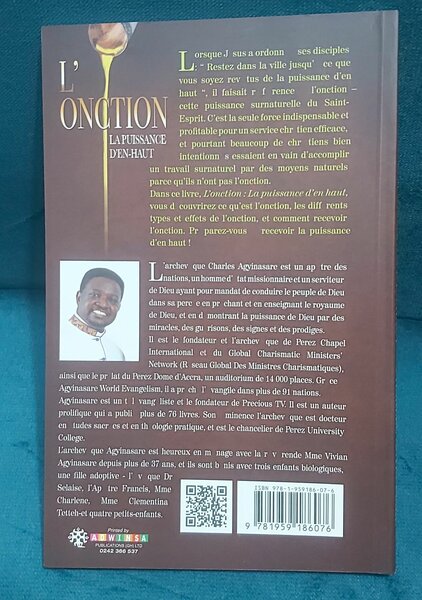 L'
ONCTION
LA PUISSANCE
D'EN-HAUT
Lorsque J sus a ordonn ses disciples
: “ Restez dans la ville jusqu' ce que
vous soyez rev tus de la puissance d'en
haut “, il faisait r f rence l'onction –
cette puissance surnaturelle du Saint-
Esprit. C'est la seule force indispensable et
profitable pour un service chr tien efficace,
et pourtant beaucoup de chr tiens bien
intentionn s essaient en vain d'accomplir
un travail surnaturel par des moyens naturels
parce qu'ils n'ont pas l'onction.
Dans ce livre, L'onction : La puissance d'en haut,
vous d couvrirez ce qu'est l'onction, les diff rents
types et effets de l'onction, et comment recevoir
l'onction. Pr parez-vous recevoir la puissance
d'en haut !
L'archev que Charles Agyinasare est un ap tre des
nations, un homme d' tat missionnaire et un serviteur
de Dieu ayant pour mandat de conduire le peuple de Dieu
dans sa perc e en pr chant et en enseignant le royaume
de Dieu, et en d montrant la puissance de Dieu par des
miracles, des gu risons, des signes et des prodiges.
Il est le fondateur et l'archev que de Perez Chapel
International et du Global Charismatic Ministers'
Network (R seau Global Des Ministres Charismatiques),
ainsi que le pr lat du Perez Dome d'Accra, un auditorium de 14 000 places. Gr ce
Agyinasare World Evangelism, il a pr ch l' vangile dans plus de 91 nations.
Agyinasare est un t l vang liste et le fondateur de Precious TV. Il est un auteur
prolifique qui a publi plus de 76 livres. Son minence l'archev que est docteur
en tudes sacr es et en th ologie pratique, et est le chancelier de Perez University
College.
L'archev que Agyinasare est heureux en m nage avec la r v rende Mme Vivian
Agyinasare depuis plus de 37 ans, et ils sont b nis avec trois enfants biologiques,
une fille adoptive - l' v que Dr
Selaise, l'Ap tre Francis, Mme
Charlene, Mme Clementina
Tetteh-et quatre petits-enfants.
ISBN 978-1-959186-07-6
9 781959 186076
Printed by
ADWINSA
PUBLICATIONS (GH) LTD
0242 366 537